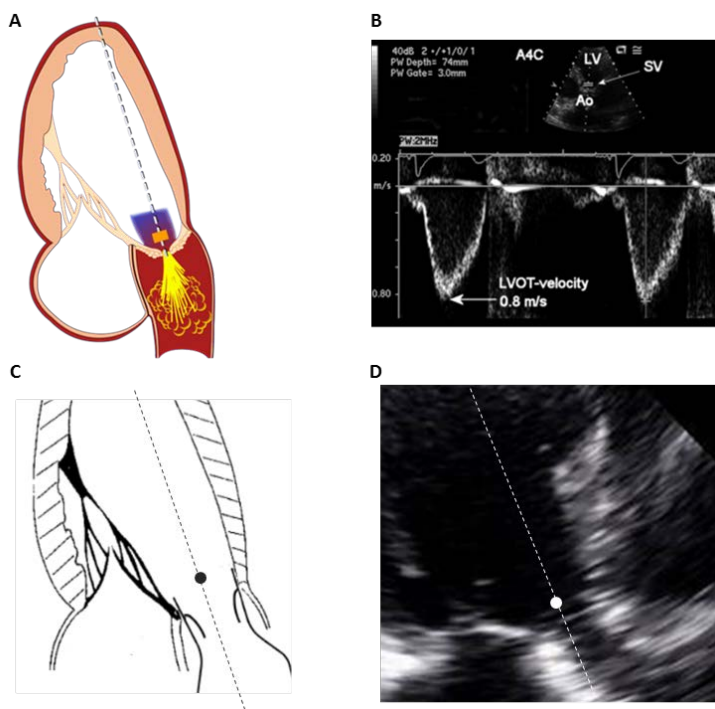 A
B
40dB 2 •/+1/0/1
PW Depth= 74mm
PW Gate= 3.0mm
A4C
LV
SV
Ao
PW:2MHz
0.20
m/s
LVOT-velocity
0.8 m/s
0.80
C
D